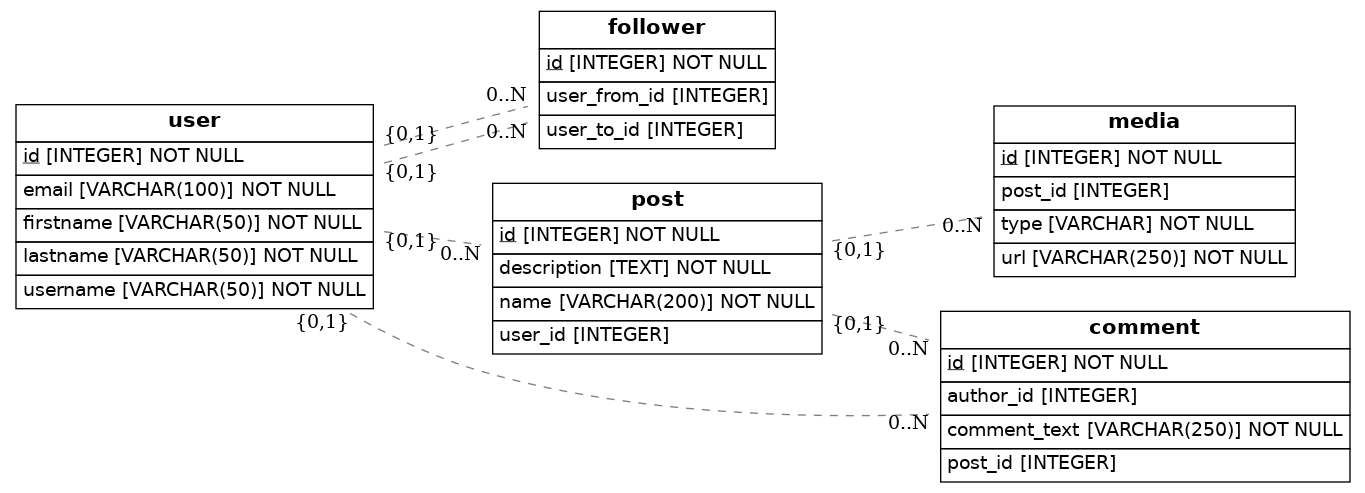 follower
id [INTEGER] NOT NULL
user_from_id [INTEGER]
user_to_id [INTEGER]
user
id [INTEGER] NOT NULL
email [VARCHAR(100)] NOT NULL
firstname [VARCHAR(50)] NOT NULL
lastname [VARCHAR(50)] NOT NULL
username [VARCHAR(50)] NOT NULL
0..N
{0,1}
0..N
{0,1}
{0,1}
0..N
{0,1}
post
id [INTEGER] NOT NULL
description [TEXT] NOT NULL
name [VARCHAR(200)] NOT NULL
user_id [INTEGER]
{0,1}
0..N
{0,1}
0..N
0..N
media
id [INTEGER] NOT NULL
post_id [INTEGER]
type [VARCHAR] NOT NULL
url [VARCHAR(250)] NOT NULL
comment
id [INTEGER] NOT NULL
author_id [INTEGER]
comment_text [VARCHAR(250)] NOT NULL
post_id [INTEGER]